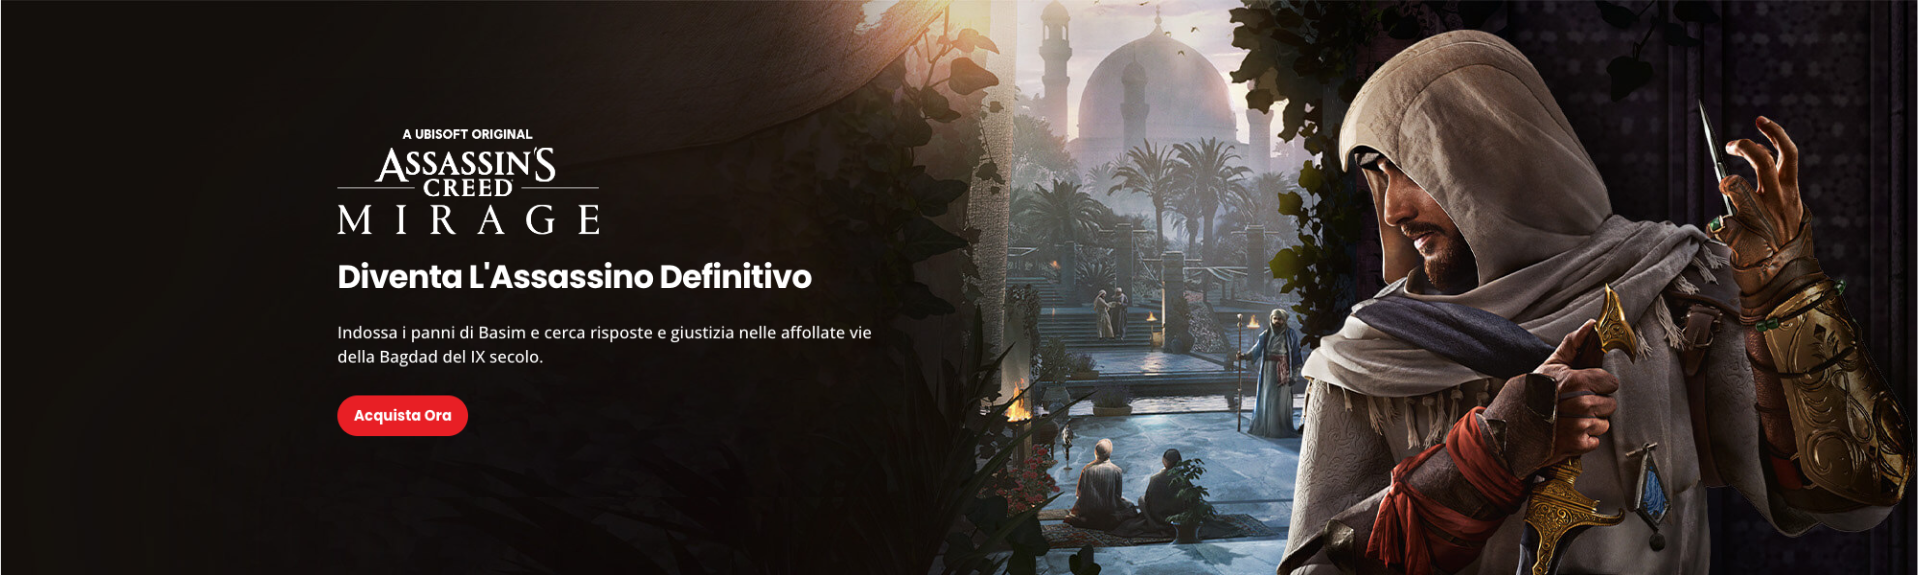 A UBISOFT ORIGINAL
ASSASSIN'S
CREED
MIRAGE
Diventa L'Assassino Definitivo
Indossa i panni di Basim e cerca risposte e giustizia nelle affollate vie
della Bagdad del IX secolo.
Acquista Ora